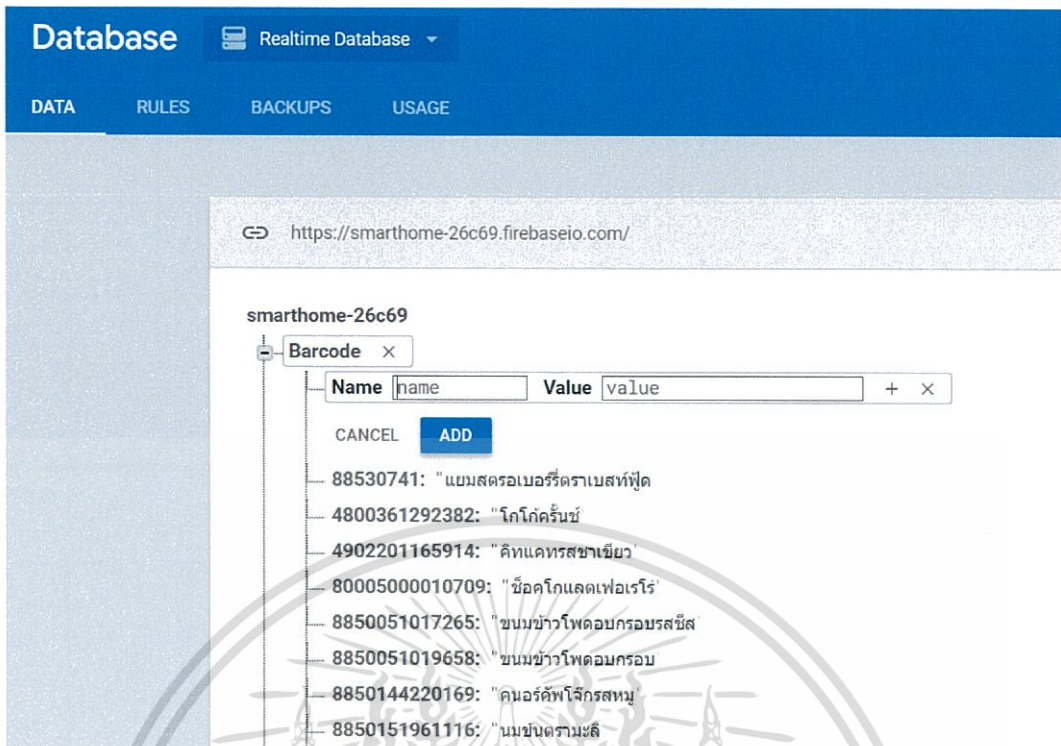 Database Realtime Database
DATA RULES BACKUPS USAGE
https://smarthome-26c69.firebaseio.com/
smarthome-26c69
Barcode ×
Name name Value value + ×
CANCEL ADD
88530741: "แยมสตรอเบอรรี่ตราเบสท์ฟู้ด
4800361292382: "โกโก้ครั้นช์
4902201165914: "คิทแคทรสชาเขียว"
80005000010709: "ช็อคโกแลตเฟอเรโร่"
8850051017265: "ขนมข้าวโพดอบกรอบรสชีส"
8850051019658: "ขนมข้าวโพดอบกรอบ"
8850144220169: "คนอร์คัพโจ๊กรสหมู"
8850151961116: "นมข้นตรามะลิ